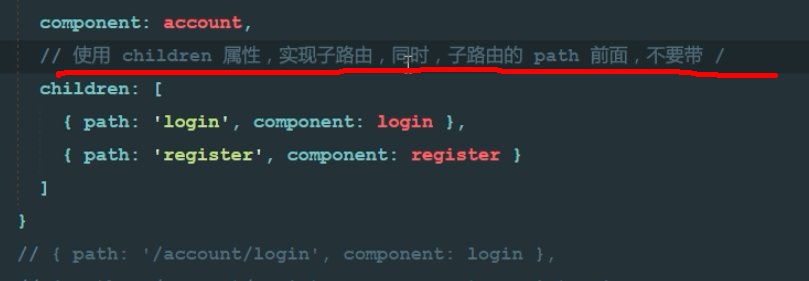 component: account,
// 使用 children 属性，实现子路由，同时，子路由的 path 前面，不要带 /
children: [
{ path: 'login', component: login },
{ path: 'register', component: register }
]
}
// { path: '/account/login', component: login },